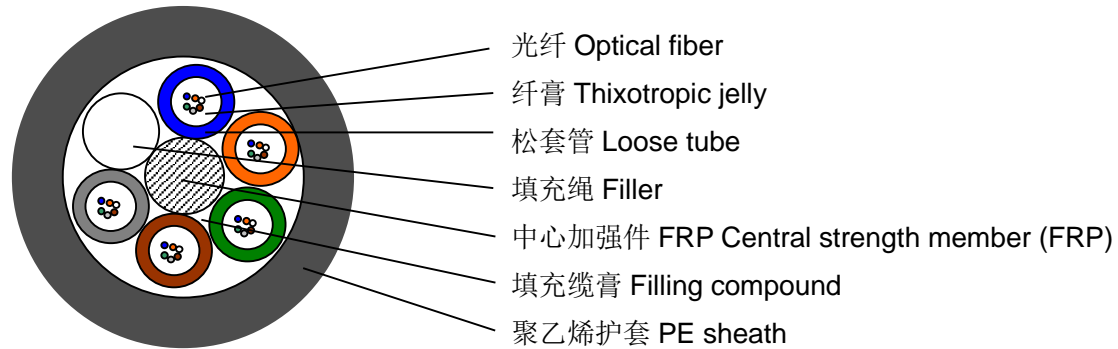 光纤 Optical fiber
纤膏 Thixotropic jelly
松套管 Loose tube
填充绳 Filler
中心加强件 FRP Central strength member (FRP)
填充缆膏 Filling compound
聚乙烯护套 PE sheath